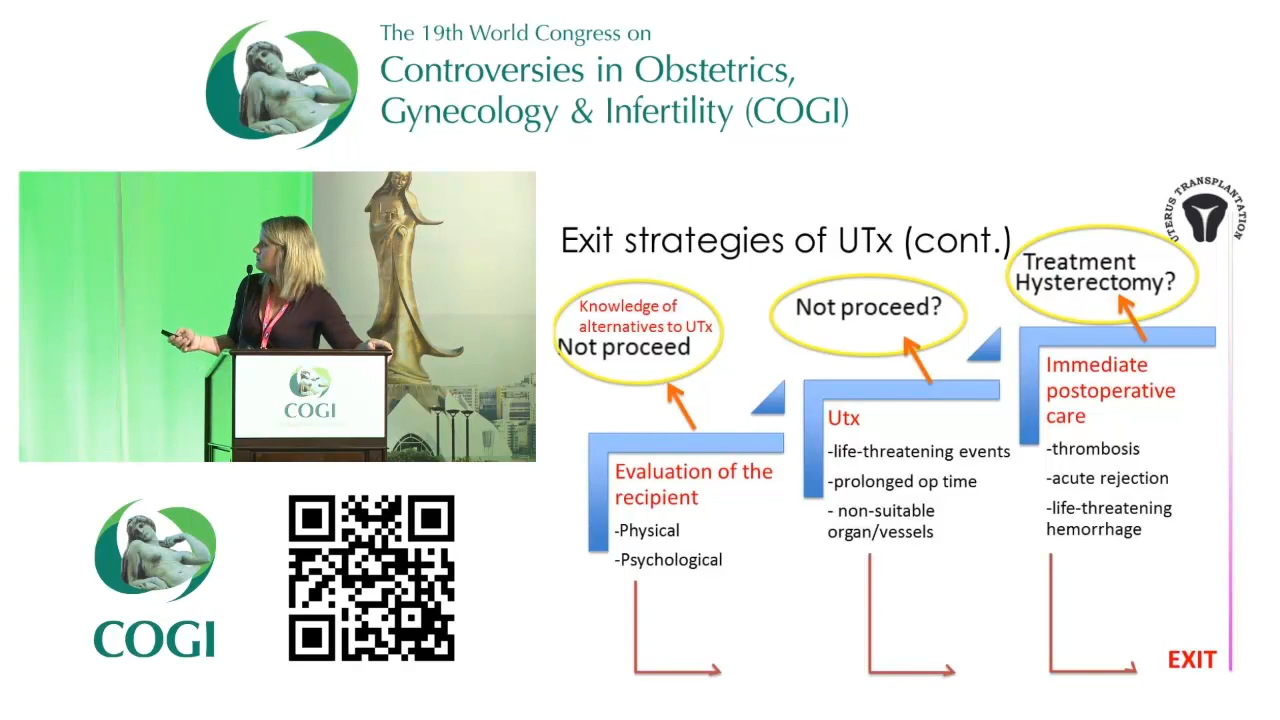 The 19th World Congress on
Controversies in Obstetrics,
Gynecology & Infertility (COGI)
UTERUS TRANSPLANTATION
Exit strategies of UTx (cont.)
Knowledge of
alternatives to UTx
Not proceed
Not proceed?
Treatment
Hysterectomy?
Evaluation of the
recipient
-Physical
-Psychological
Utx
-life-threatening events
-prolonged op time
- non-suitable
organ/vessels
Immediate
postoperative
care
-thrombosis
-acute rejection
-life-threatening
hemorrhage
EXIT
COGI
COGI